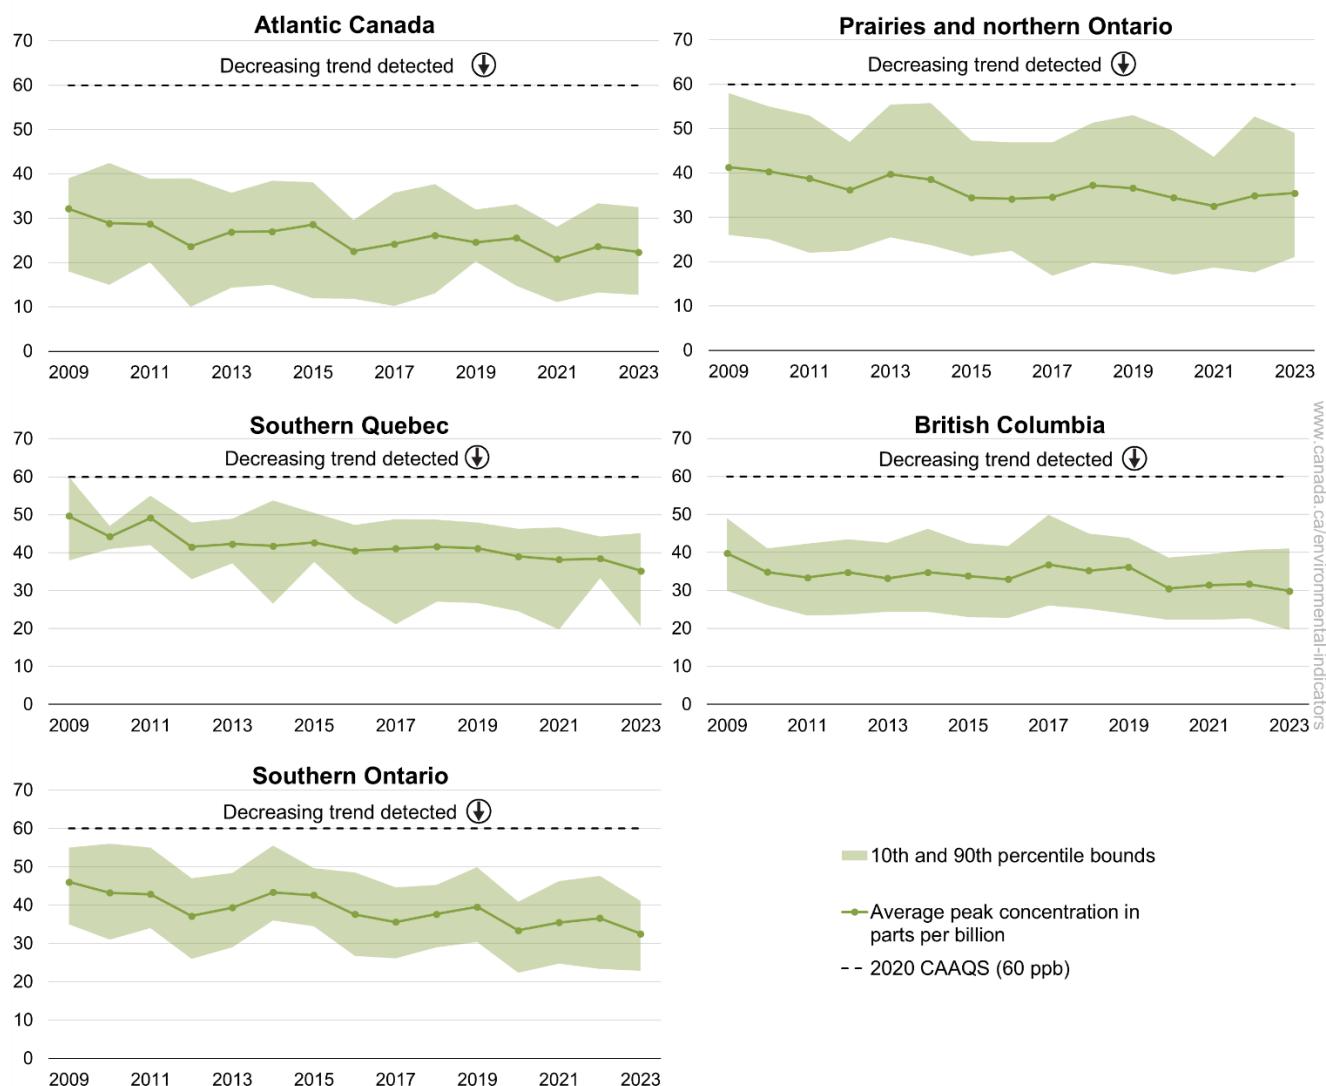 Atlantic Canada
Decreasing trend detected
70
60
50
40
30
20
10
0
2009 2011 2013 2015 2017 2019 2021 2023
Prairies and northern Ontario
Decreasing trend detected
70
60
50
40
30
20
10
0
2009 2011 2013 2015 2017 2019 2021 2023
Southern Quebec
Decreasing trend detected
70
60
50
40
30
20
10
0
2009 2011 2013 2015 2017 2019 2021 2023
British Columbia
Decreasing trend detected
70
60
50
40
30
20
10
0
2009 2011 2013 2015 2017 2019 2021 2023
www.canada.ca/environmental-indicators
Southern Ontario
Decreasing trend detected
70
60
50
40
30
20
10
0
2009 2011 2013 2015 2017 2019 2021 2023
10th and 90th percentile bounds
Average peak concentration in
parts per billion
2020 CAAQS (60 ppb)